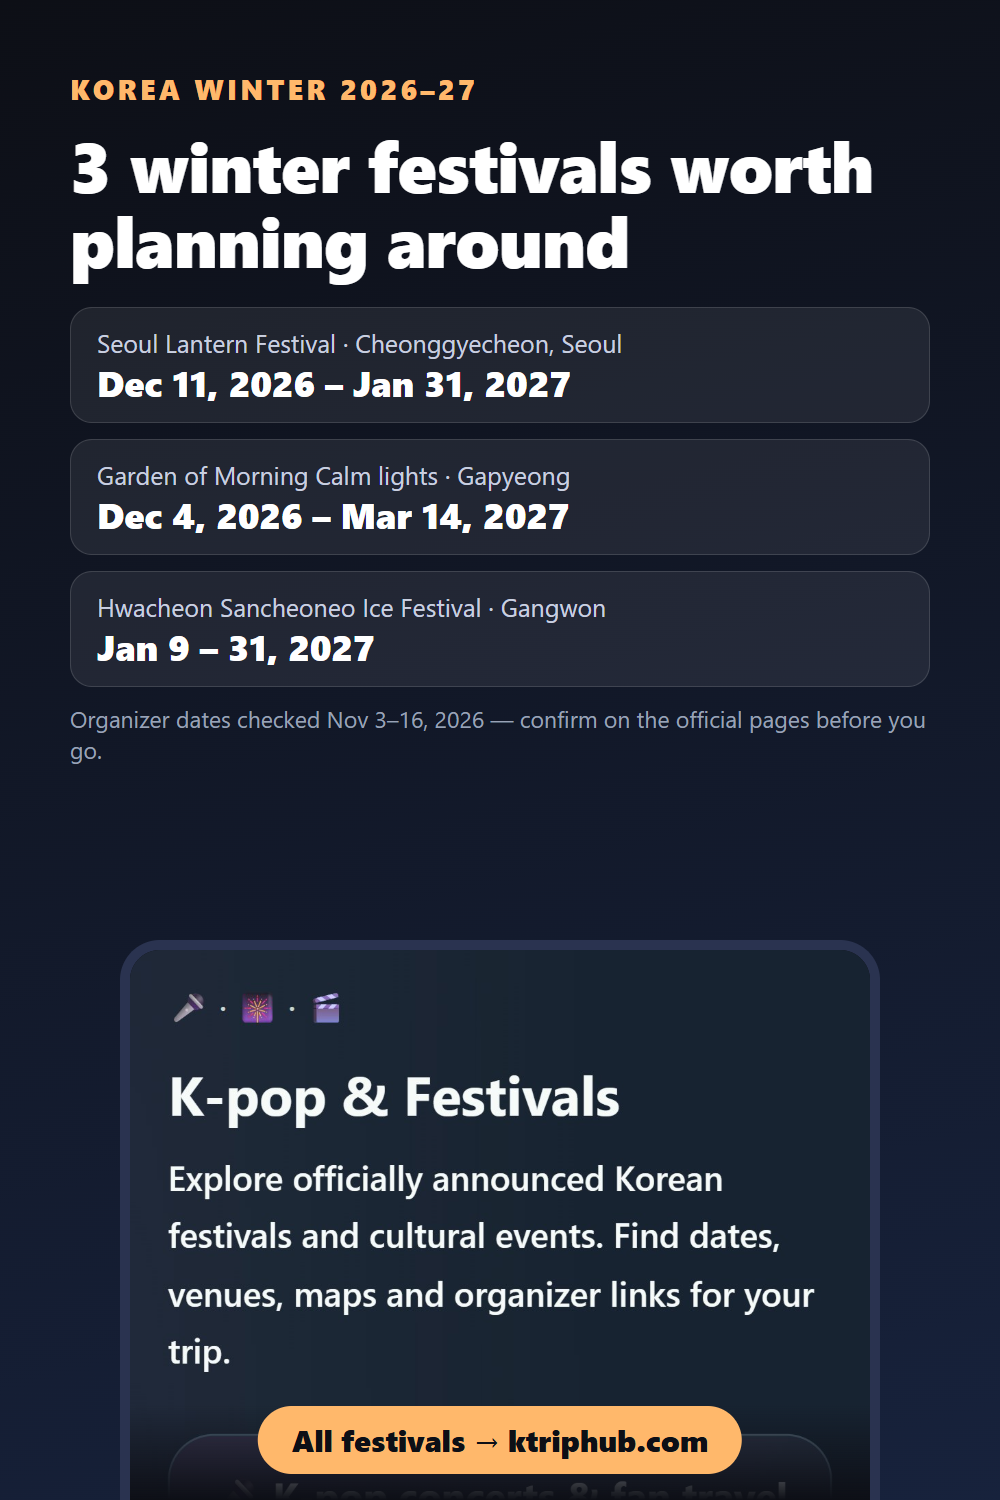 KOREA WINTER 2026–27
3 winter festivals worth
planning around
Seoul Lantern Festival · Cheonggyecheon, Seoul
Dec 11, 2026 – Jan 31, 2027
Garden of Morning Calm lights · Gapyeong
Dec 4, 2026 – Mar 14, 2027
Hwacheon Sancheoneo Ice Festival · Gangwon
Jan 9 – 31, 2027
Organizer dates checked Nov 3–16, 2026 — confirm on the official pages before you
go.
K-pop & Festivals
Explore officially announced Korean
festivals and cultural events. Find dates,
venues, maps and organizer links for your
trip.
All festivals → ktriphub.com
K-pop concerts & fan travel